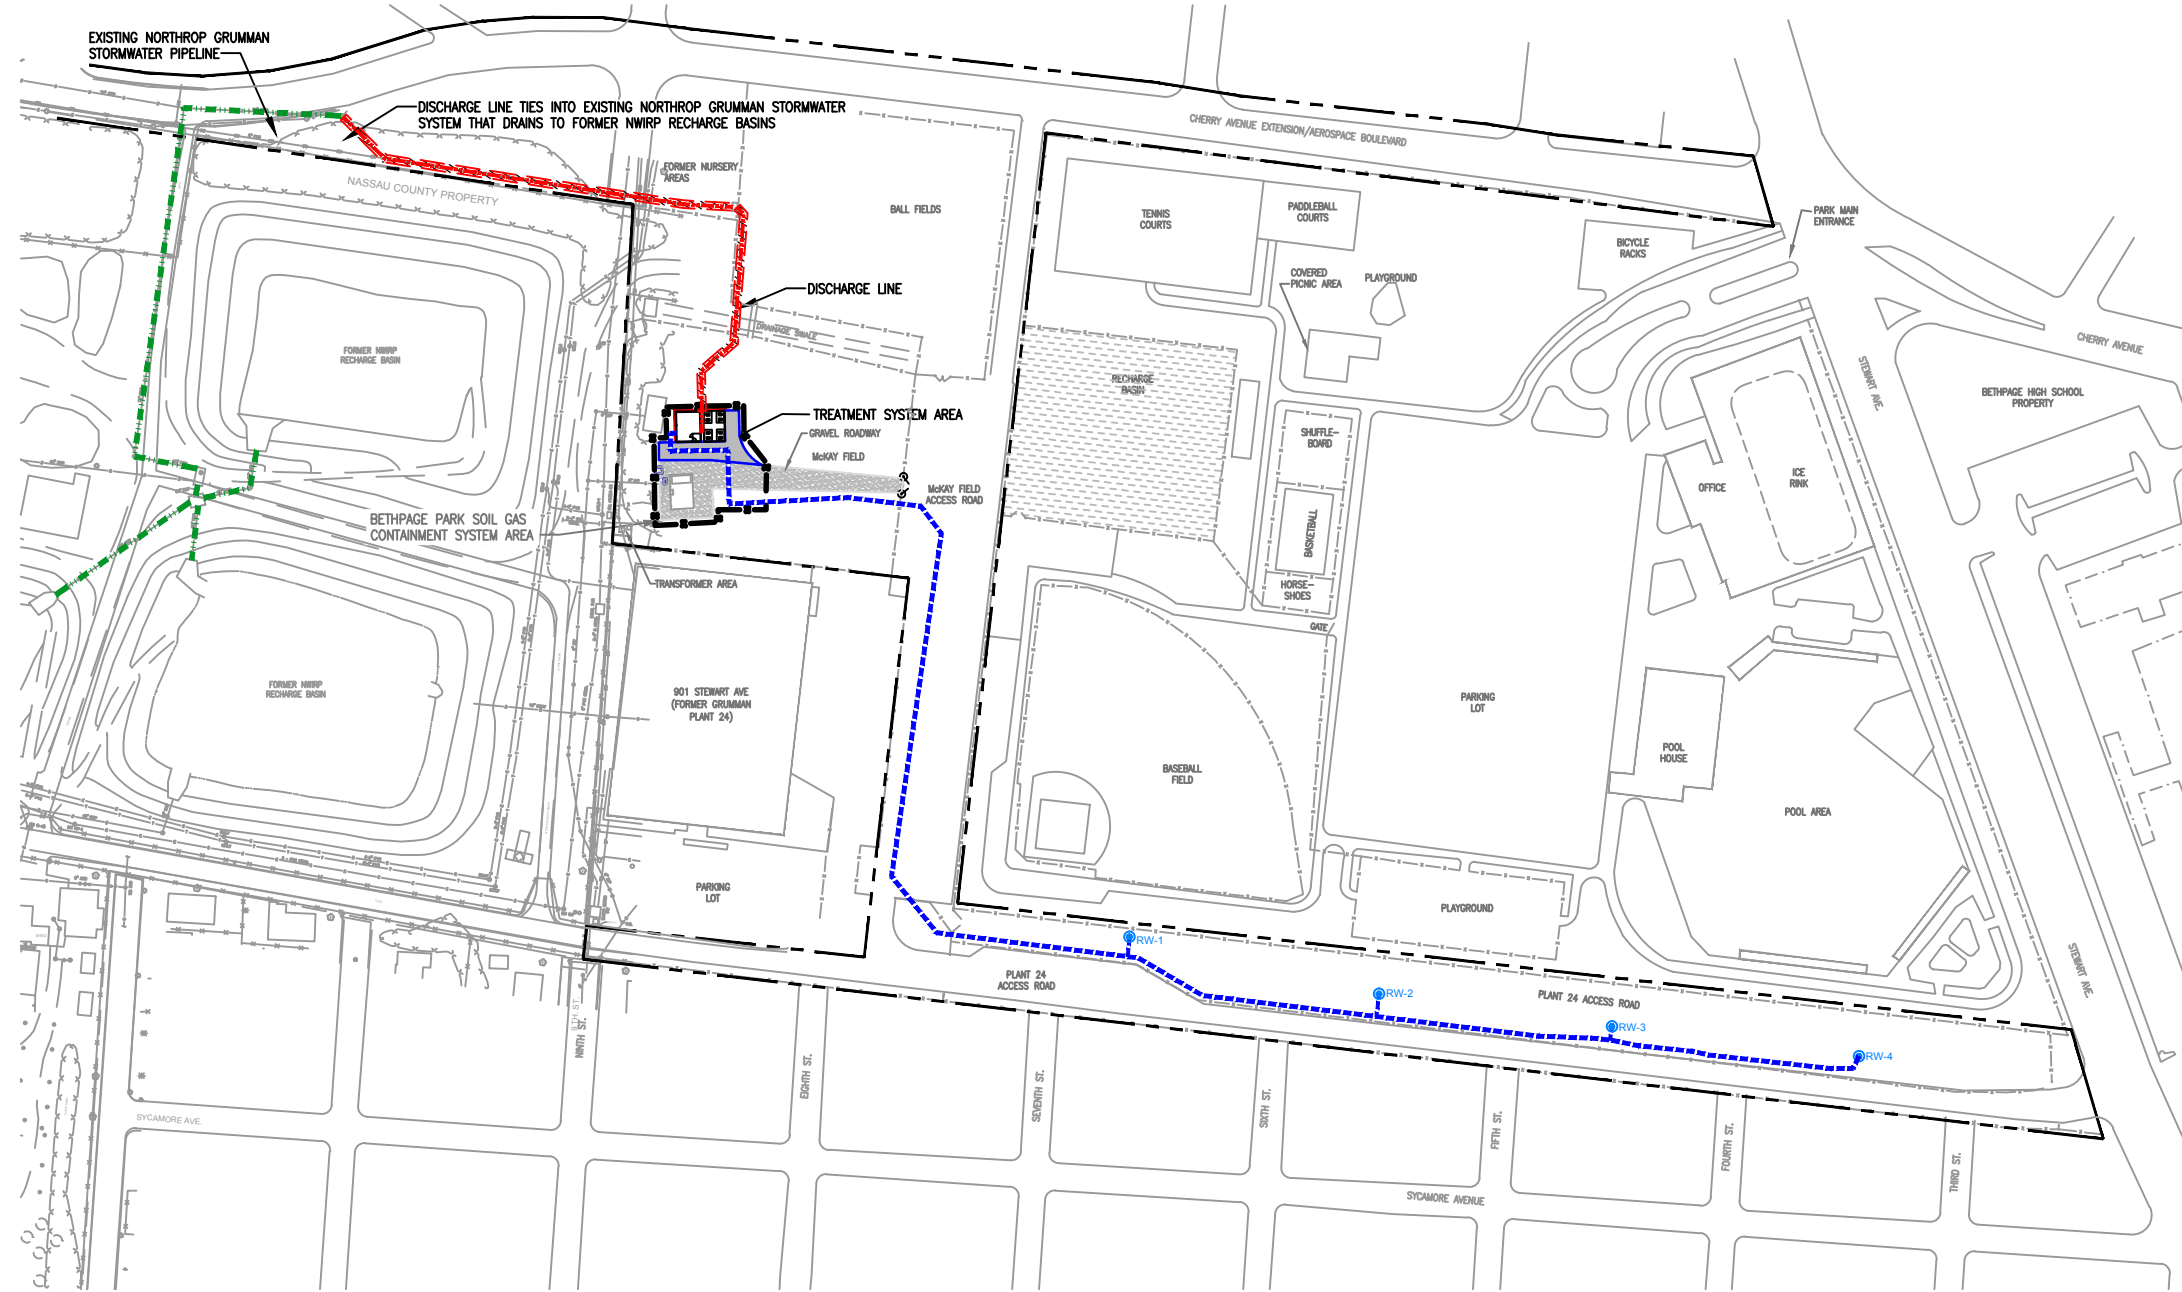 EXISTING NORTHROP GRUMMAN
STORMWATER PIPELINE
DISCHARGE LINE TIES INTO EXISTING NORTHROP GRUMMAN STORMWATER
SYSTEM THAT DRAINS TO FORMER NWIRP RECHARGE BASINS
CHERRY AVENUE EXTENSION/AEROSPACE BOULEVARD
FORMER NURSERY
AREAS
NASSAU COUNTY PROPERTY
BALL FIELDS
TENNIS
COURTS
PADDLEBALL
COURTS
BICYCLE
RACKS
PARK MAIN
ENTRANCE
COVERED
PICNIC AREA
PLAYGROUND
DISCHARGE LINE
DRAINAGE SWALE
CHERRY AVENUE
FORMER NWIRP
RECHARGE BASIN
RECHARGE
BASIN
STEWART AVE.
BETHPAGE HIGH SCHOOL
PROPERTY
TREATMENT SYSTEM AREA
GRAVEL ROADWAY
McKAY FIELD
SHUFFLE-
BOARD
ICE
RINK
OFFICE
McKAY FIELD
ACCESS ROAD
BASKETBALL
BETHPAGE PARK SOIL GAS
CONTAINMENT SYSTEM AREA
TRANSFORMER AREA
HORSE-
SHOES
GATE
FORMER NWIRP
RECHARGE BASIN
901 STEWART AVE
(FORMER GRUMMAN
PLANT 24)
PARKING
LOT
POOL
HOUSE
BASEBALL
FIELD
POOL AREA
PARKING
LOT
PLAYGROUND
RW-1
STEWART AVE.
PLANT 24
ACCESS ROAD
RW-2
PLANT 24 ACCESS ROAD
RW-3
RW-4
9TH ST.
NINTH ST.
EIGHTH ST.
SEVENTH ST.
SIXTH ST.
FIFTH ST.
FOURTH ST.
THIRD ST.
SYCAMORE AVE.
SYCAMORE AVENUE